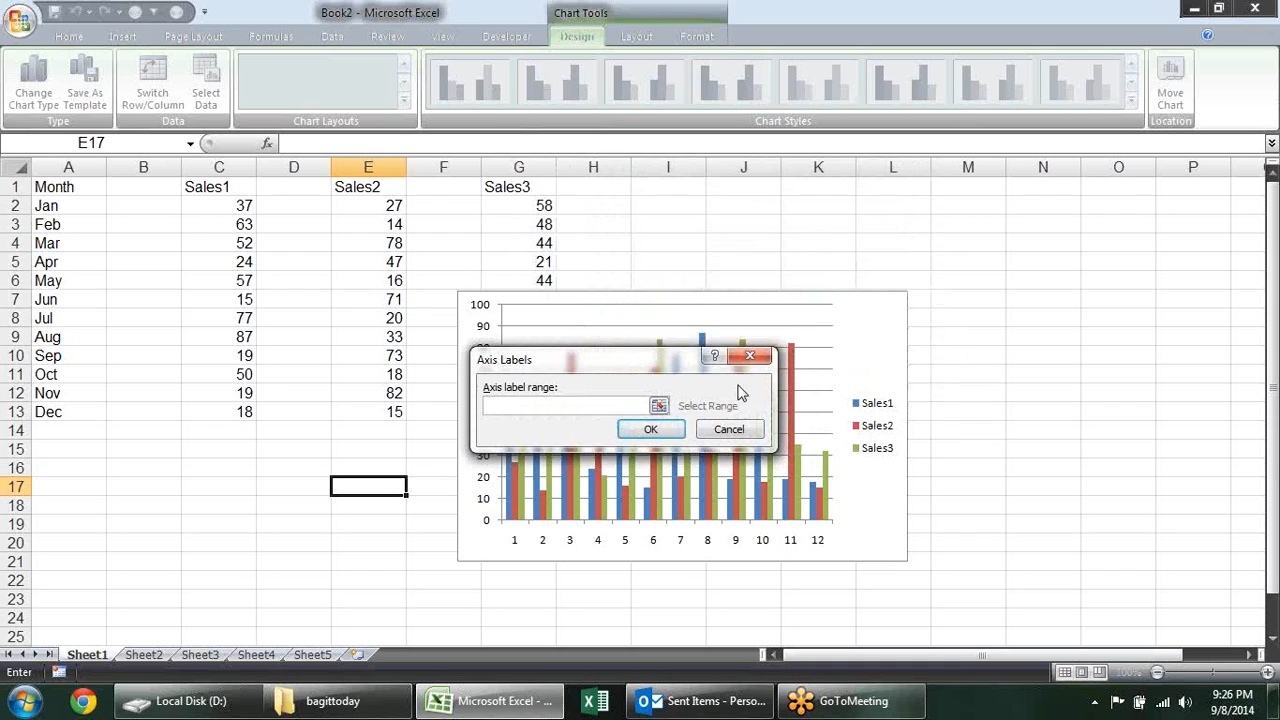 Book2 - Microsoft Excel
Chart Tools
Home Insert Page Layout Formulas Data Review View Developer Design Layout Format
Change Chart Type
Save As Template
Switch Row/Column
Select Data
Move Chart
Type Data Chart Layouts Chart Styles Location
E17 fx
A B C D E F G H I J K L M N O P
1 Month Sales1 Sales2 Sales3
2 Jan 37 27 58
3 Feb 63 14 48
4 Mar 52 78 44
5 Apr 24 47 21
6 May 57 16 44
7 Jun 15 71
8 Jul 77 20
9 Aug 87 33
10 Sep 19 73
11 Oct 50 18
12 Nov 19 82
13 Dec 18 15
14
15
16
17
18
19
20
21
22
23
24
25
100
90
Axis Labels ?
Axis label range:
Select Range
OK Cancel
Sales1
Sales2
Sales3
30
20
10
0
1 2 3 4 5 6 7 8 9 10 11 12
Sheet1 Sheet2 Sheet3 Sheet4 Sheet5
Enter 100%
Local Disk (D:) bagittoday Microsoft Excel - ... Sent Items - Perso... GoToMeeting
9:26 PM
9/8/2014